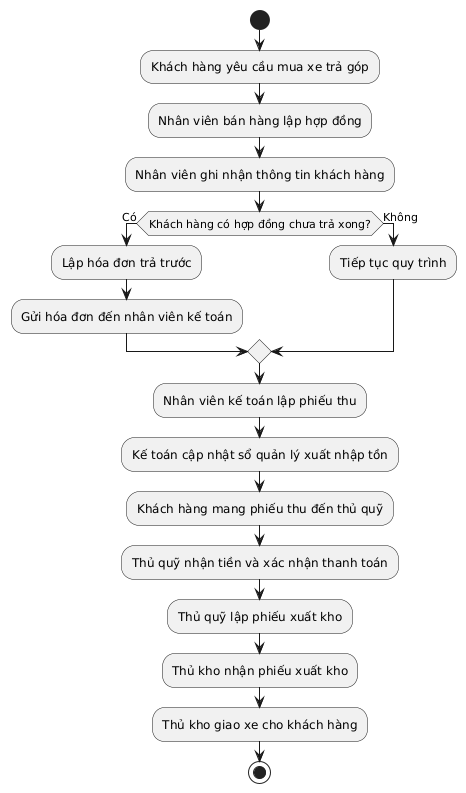 Khách hàng yêu cầu mua xe trả góp
Nhân viên bán hàng lập hợp đồng
Nhân viên ghi nhận thông tin khách hàng
Có
Khách hàng có hợp đồng chưa trả xong?
Không
Lập hóa đơn trả trước
Tiếp tục quy trình
Gửi hóa đơn đến nhân viên kế toán
Nhân viên kế toán lập phiếu thu
Kế toán cập nhật sổ quản lý xuất nhập tồn
Khách hàng mang phiếu thu đến thủ quỹ
Thủ quỹ nhận tiền và xác nhận thanh toán
Thủ quỹ lập phiếu xuất kho
Thủ kho nhận phiếu xuất kho
Thủ kho giao xe cho khách hàng